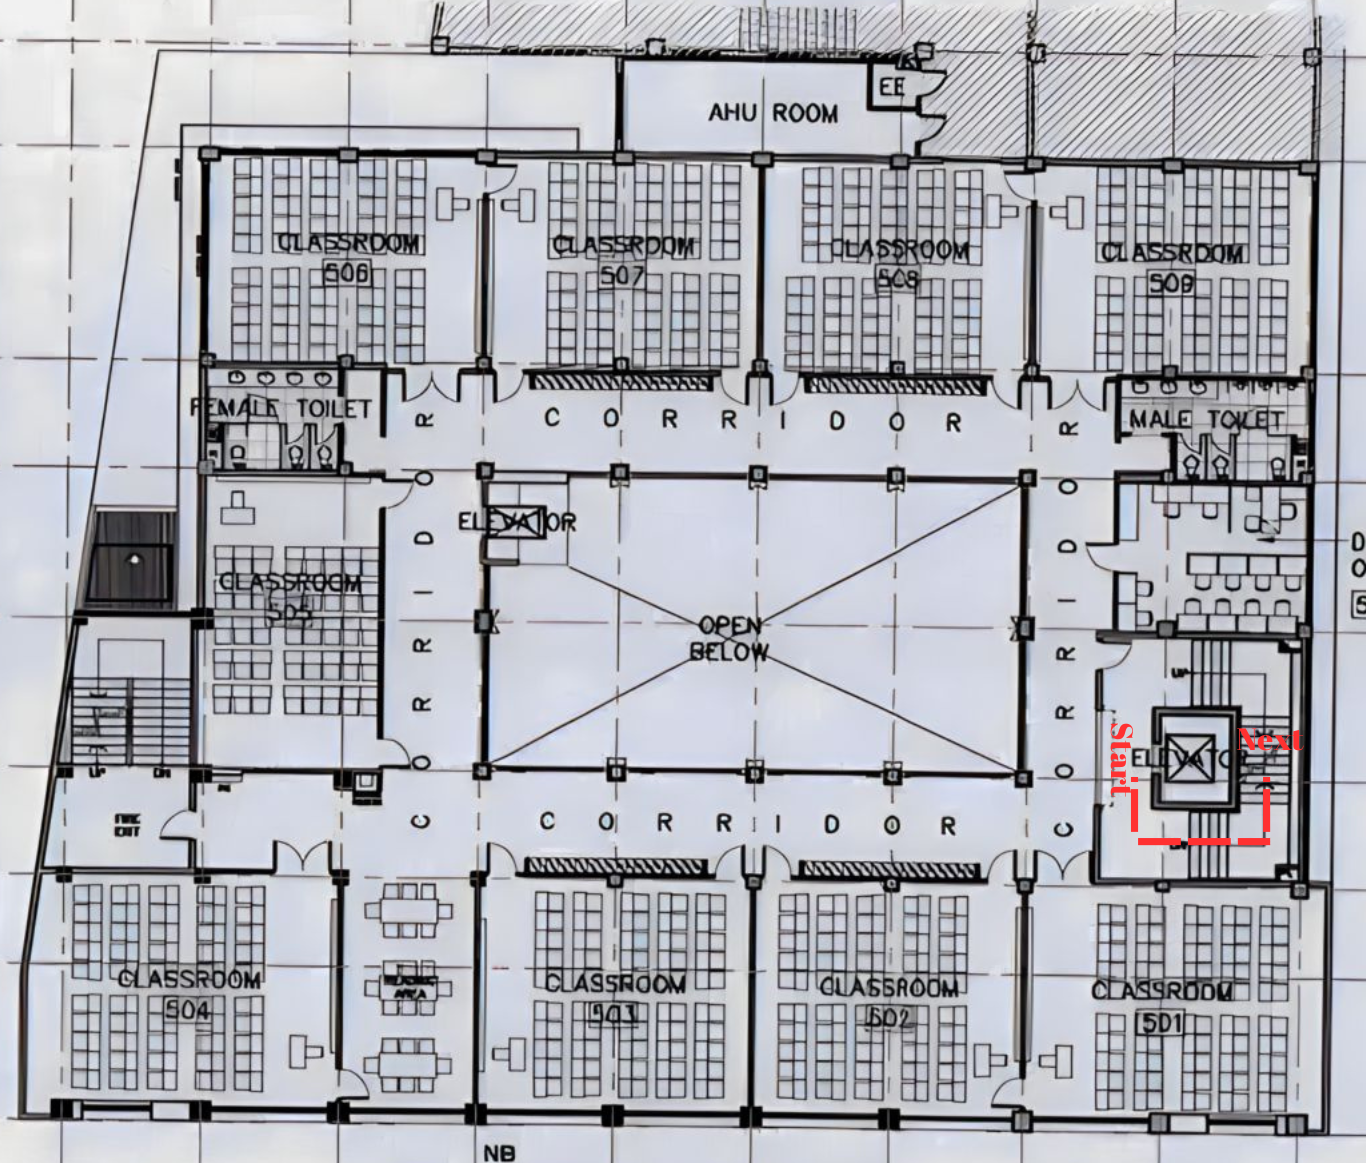 EE
AHU ROOM
CLASSROOM
506
CLASSROOM
507
CLASSROOM
508
CLASSROOM
509
FEMALE TOILET
CORRIDOR
MALE TOILET
CORRIDOR
CORRIDOR
ELEVATOR
CLASSROOM
505
OPEN
BELOW
D
O
5
UP
Start
Next
ELEVATOR
UP
UP
DN
FIRE
EXIT
CORRIDOR
CLASSROOM
504
READING
AREA
CLASSROOM
503
CLASSROOM
502
CLASSROOM
501
NB